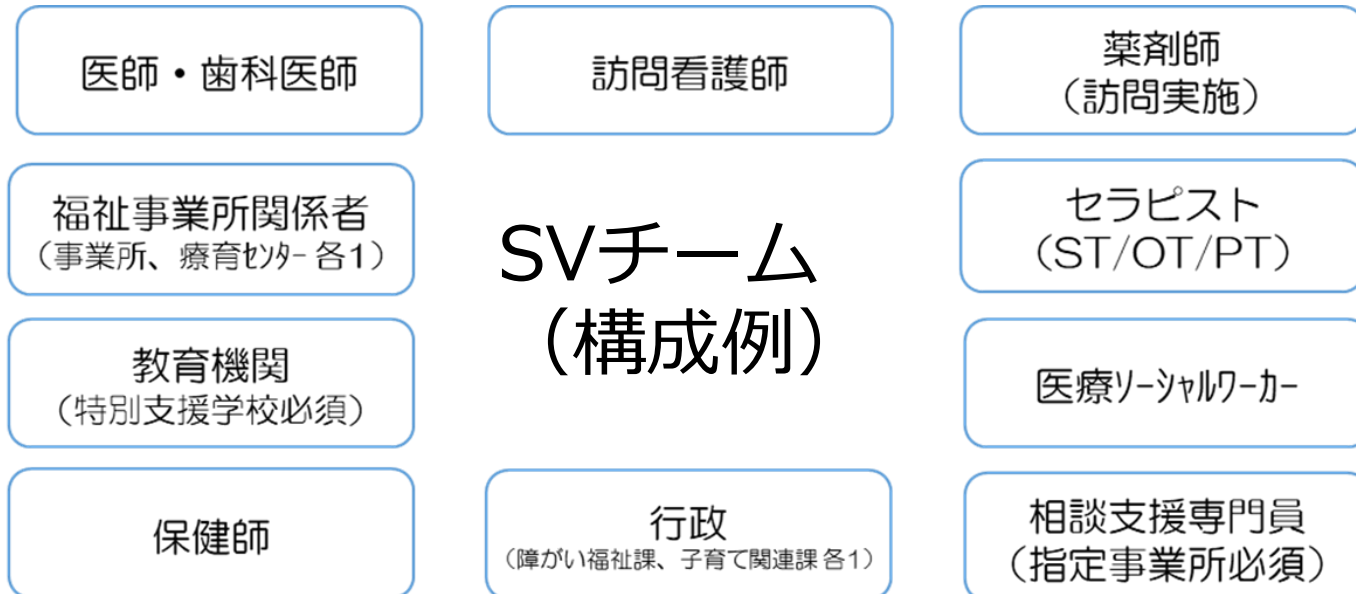 医師・歯科医師
訪問看護師
薬剤師
（訪問実施）
福祉事業所関係者
（事業所、療育ｾﾝﾀｰ 各1）
SVチーム
（構成例）
セラピスト
（ST/OT/PT）
教育機関
（特別支援学校必須）
医療ｿｰｼｬﾙﾜｰｶｰ
保健師
行政
（障がい福祉課、子育て関連課 各1）
相談支援専門員
（指定事業所必須）